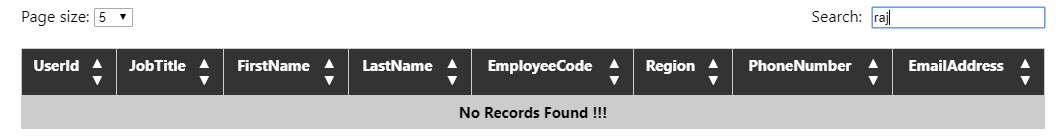 Page size: 5 Search: raj
UserId JobTitle FirstName LastName EmployeeCode Region PhoneNumber EmailAddress
No Records Found !!!